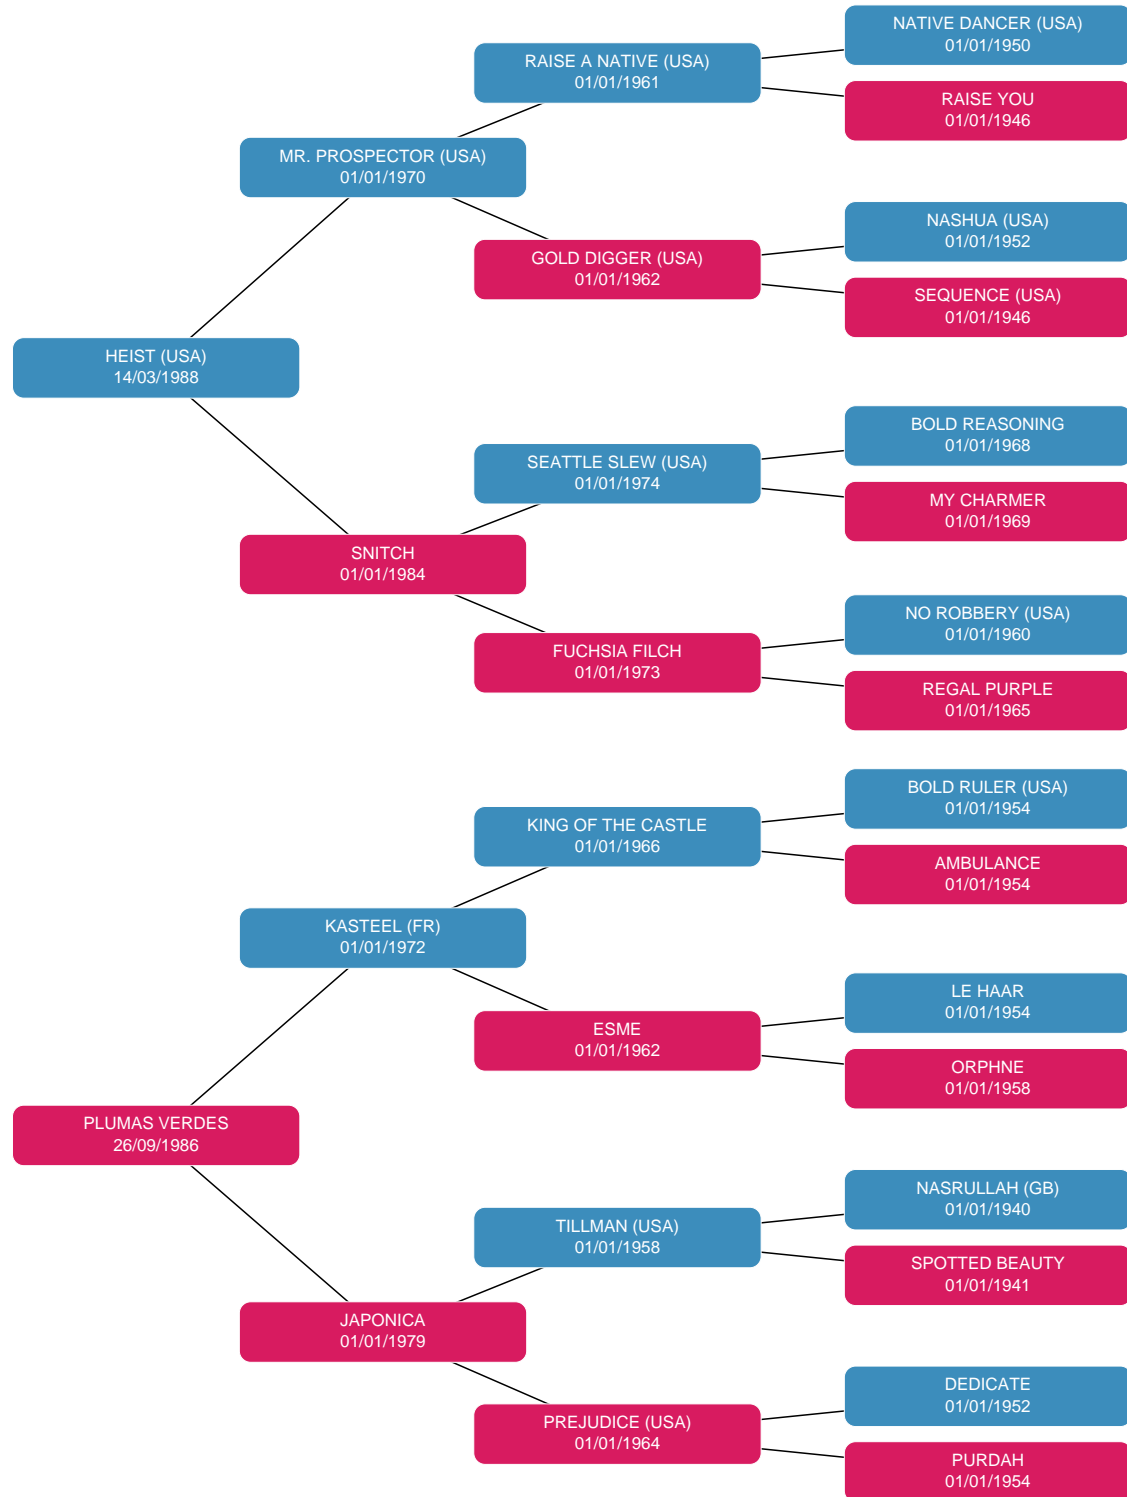 NATIVE DANCER (USA)
01/01/1950
RAISE A NATIVE (USA)
01/01/1961
RAISE YOU
01/01/1946
MR. PROSPECTOR (USA)
01/01/1970
NASHUA (USA)
01/01/1952
GOLD DIGGER (USA)
01/01/1962
SEQUENCE (USA)
01/01/1946
HEIST (USA)
14/03/1988
BOLD REASONING
01/01/1968
SEATTLE SLEW (USA)
01/01/1974
MY CHARMER
01/01/1969
SNITCH
01/01/1984
NO ROBBERY (USA)
01/01/1960
FUCHSIA FILCH
01/01/1973
REGAL PURPLE
01/01/1965
BOLD RULER (USA)
01/01/1954
KING OF THE CASTLE
01/01/1966
AMBULANCE
01/01/1954
KASTEEL (FR)
01/01/1972
LE HAAR
01/01/1954
ESME
01/01/1962
ORPHNE
01/01/1958
PLUMAS VERDES
26/09/1986
NASRULLAH (GB)
01/01/1940
TILLMAN (USA)
01/01/1958
SPOTTED BEAUTY
01/01/1941
JAPONICA
01/01/1979
DEDICATE
01/01/1952
PREJUDICE (USA)
01/01/1964
PURDAH
01/01/1954